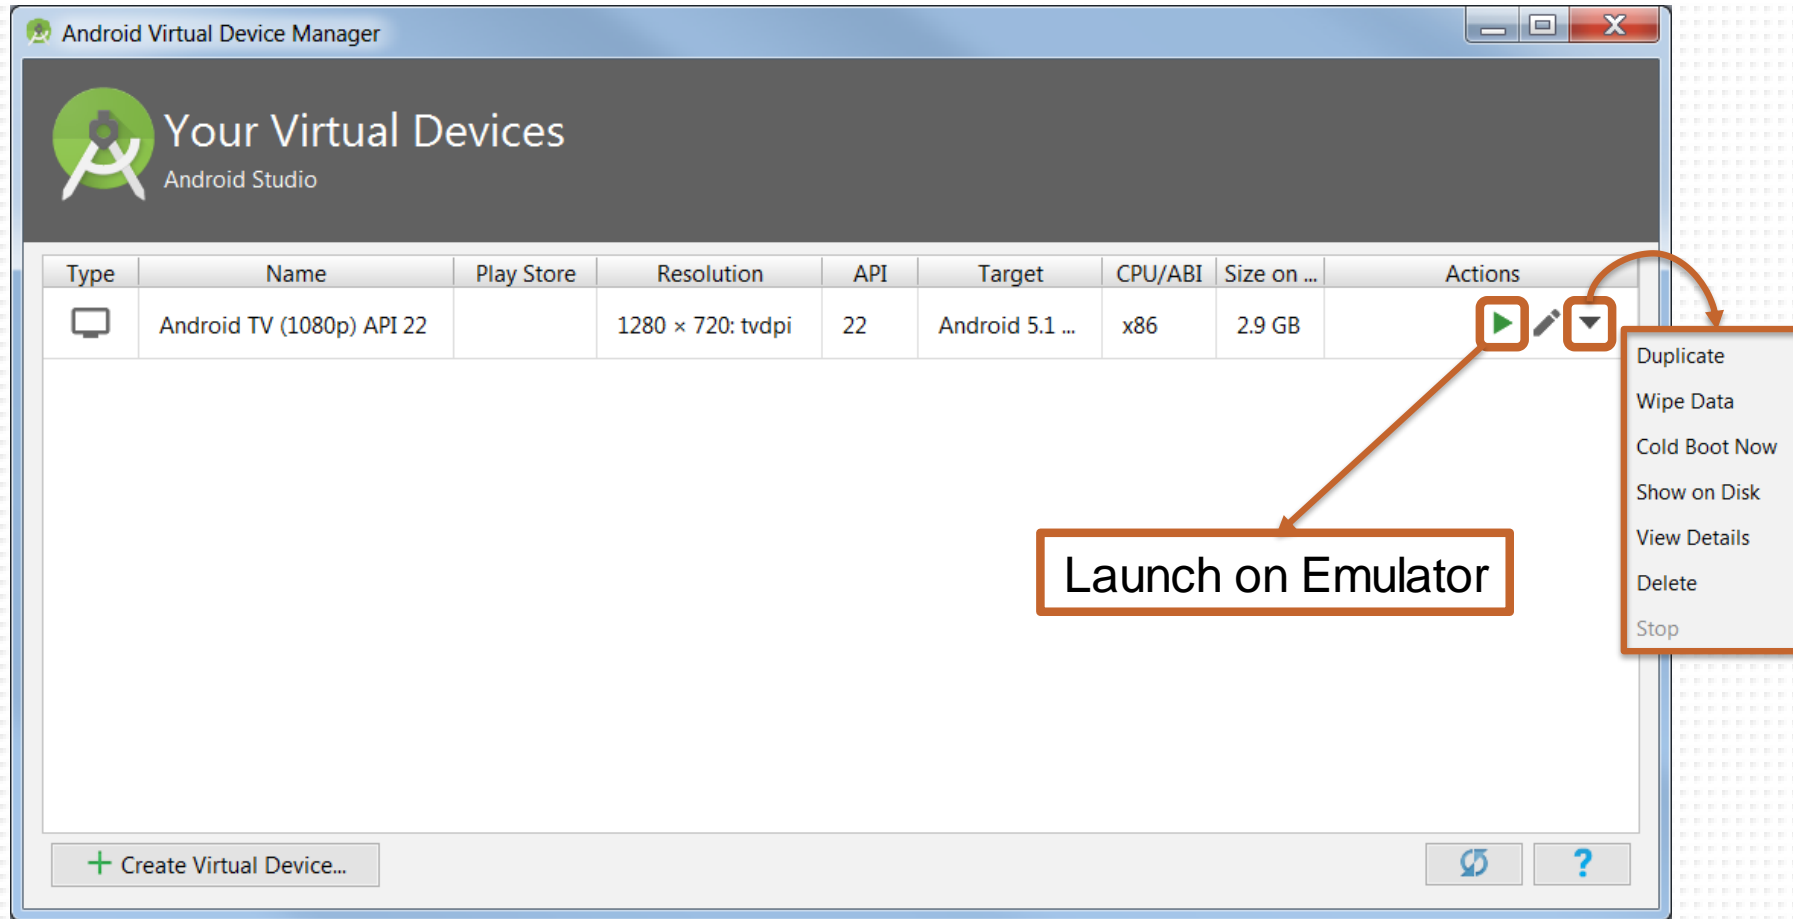 Android Virtual Device Manager
Your Virtual Devices
Android Studio
Type Name Play Store Resolution API Target CPU/ABI Size on ... Actions
Android TV (1080p) API 22 1280 × 720: tvdpi 22 Android 5.1 ... x86 2.9 GB
Duplicate
Wipe Data
Cold Boot Now
Show on Disk
View Details
Delete
Stop
Launch on Emulator
+ Create Virtual Device...
?